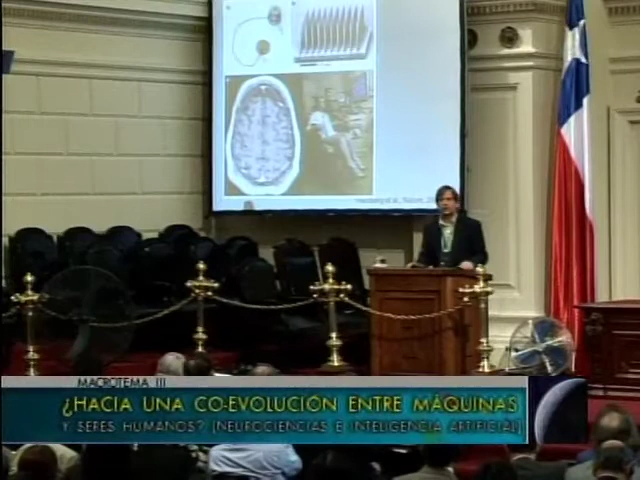 MACROTEMA III
¿HACIA UNA CO-EVOLUCIÓN ENTRE MÁQUINAS
Y SERES HUMANOS? (NEUROCIENCIAS E INTELIGENCIA ARTIFICIAL)